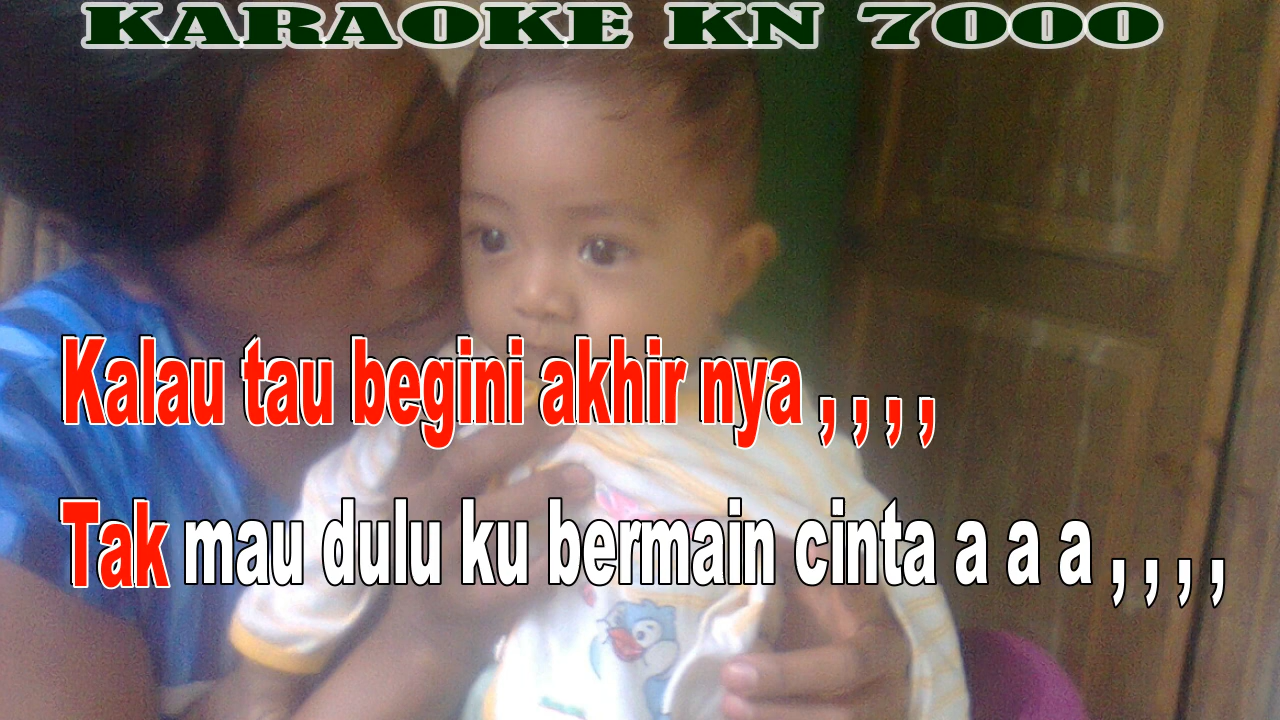 KARAOKE KN 7000
Kalau tau begini akhir nya , , , ,
Tak mau dulu ku bermain cinta a a a , , , ,